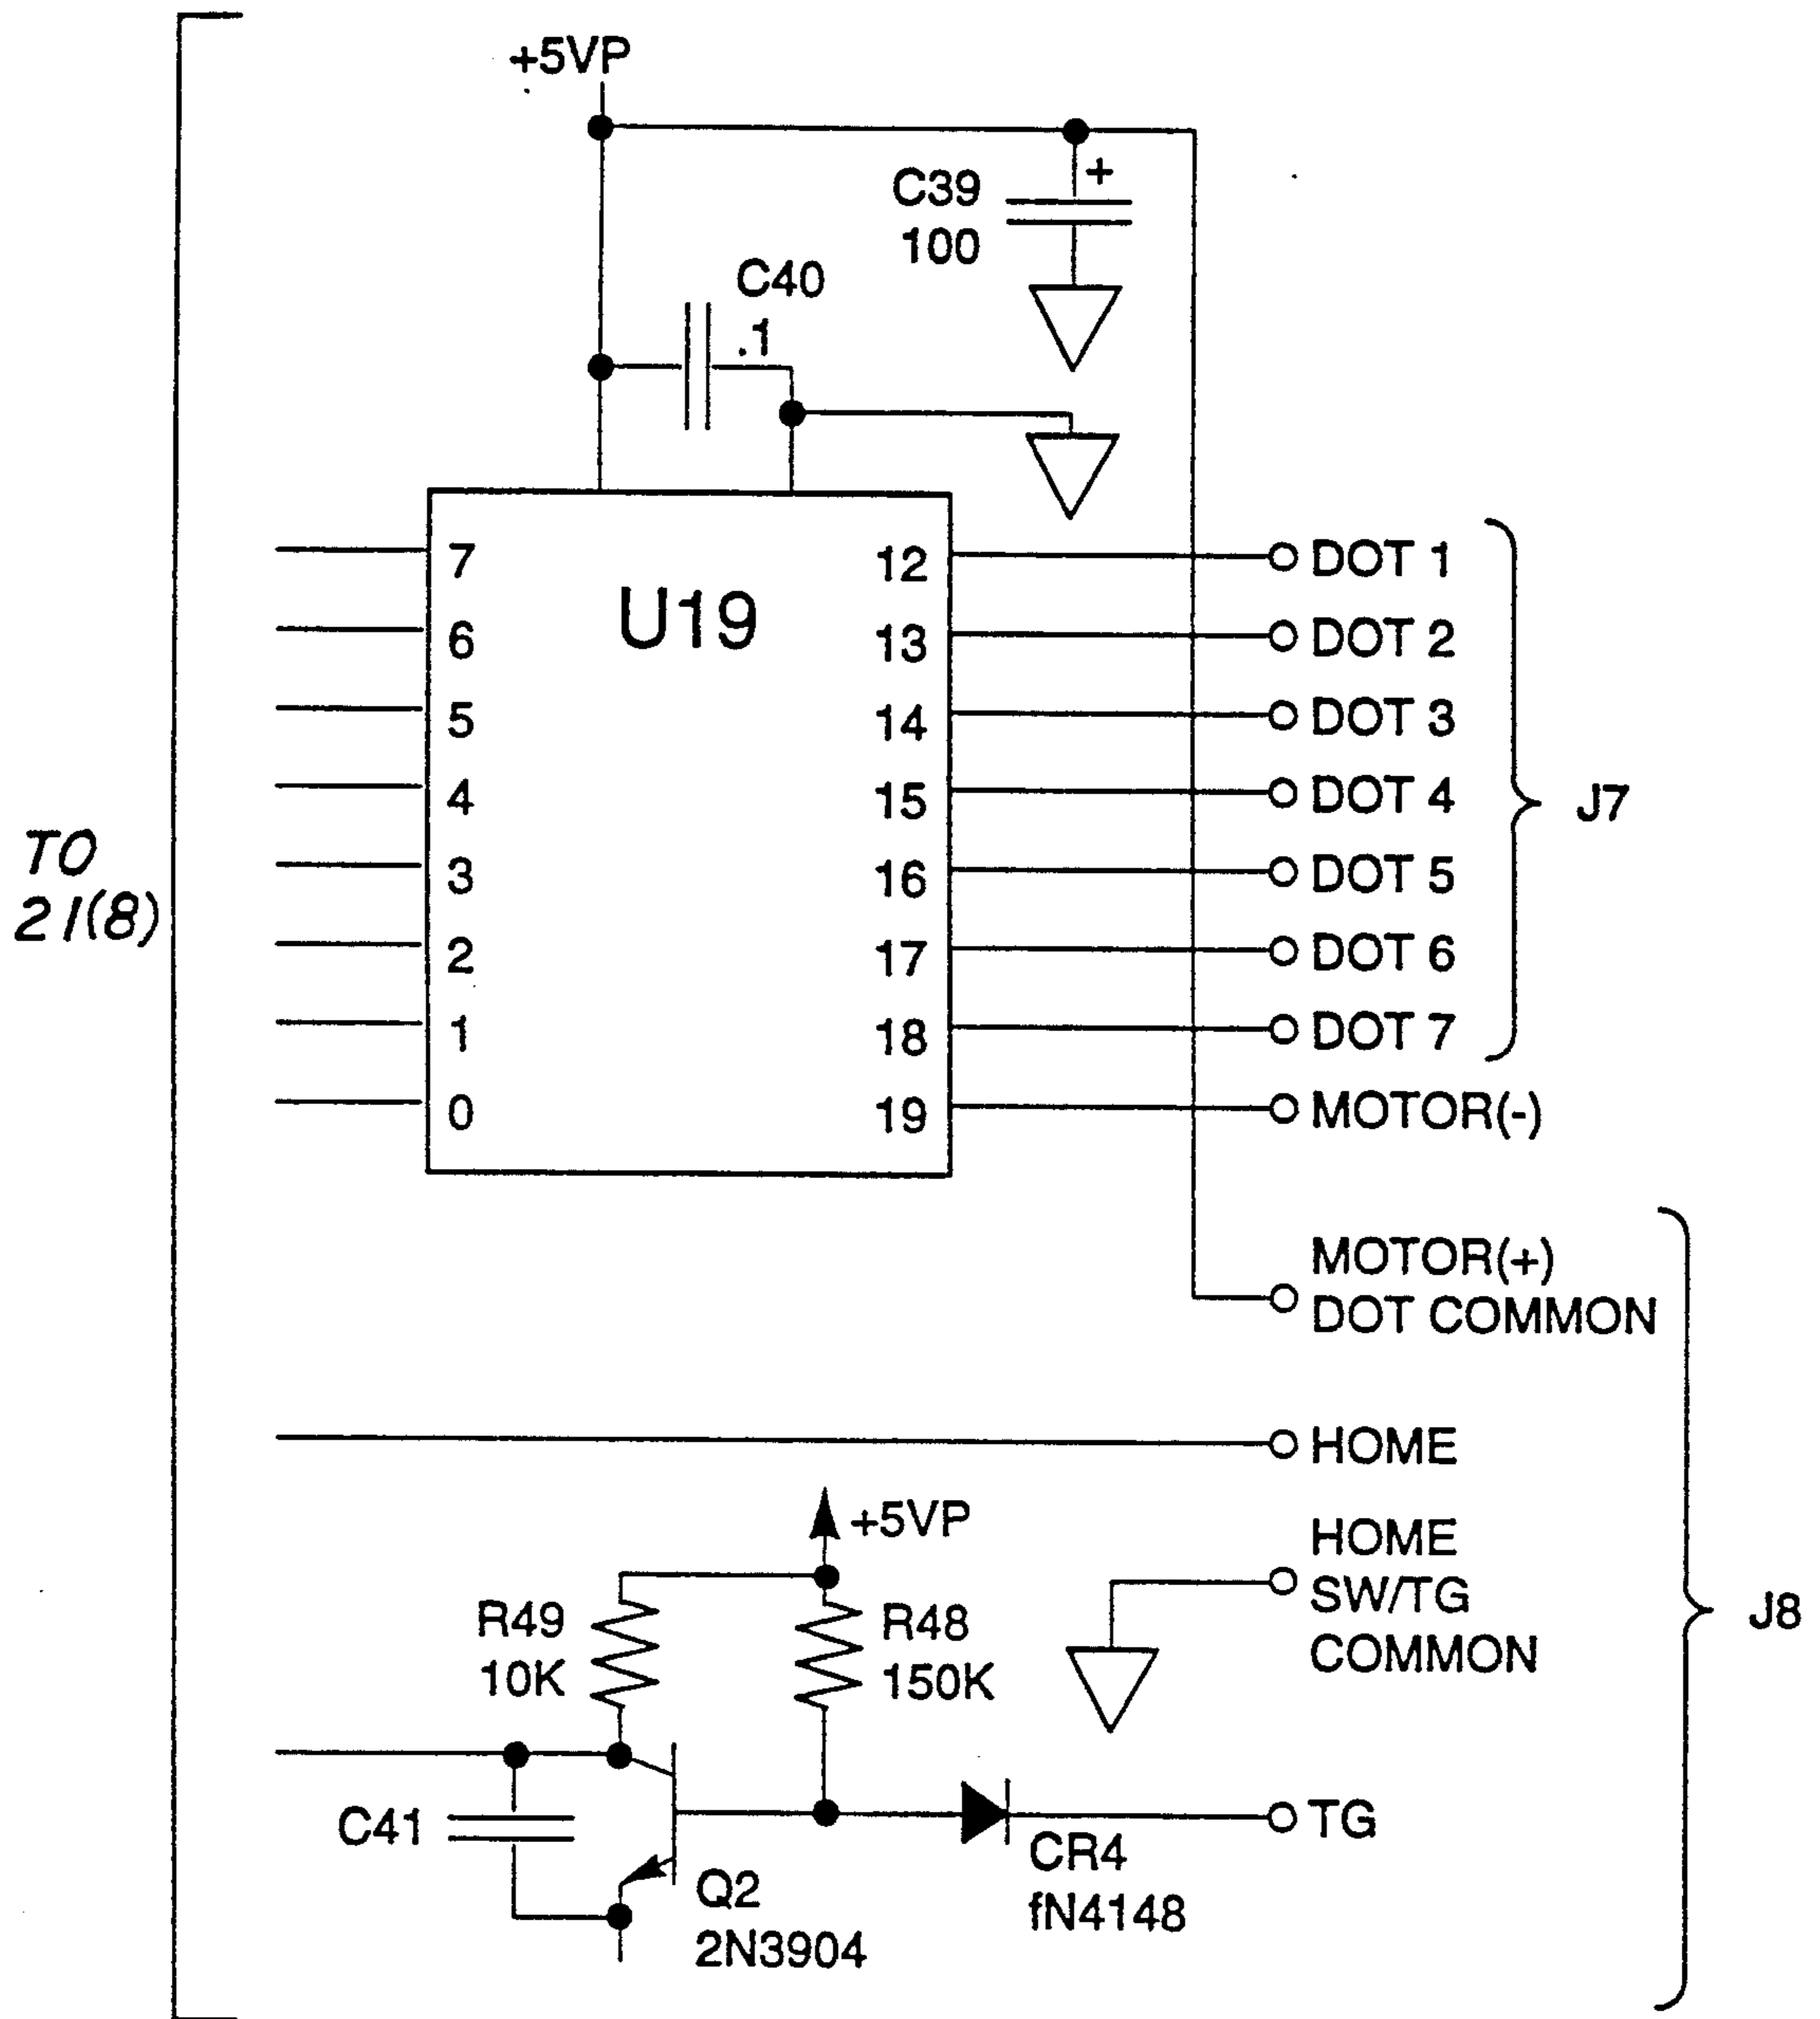 +5VP
C39
+
100
C40
.1
U19
7
6
5
4
3
2
1
0
12
13
14
15
16
17
18
19
DOT 1
DOT 2
DOT 3
DOT 4
DOT 5
DOT 6
DOT 7
MOTOR(-)
J7
TO
21(8)
MOTOR(+)
DOT COMMON
HOME
HOME
SW/TG
COMMON
J8
+5VP
R49
10K
R48
150K
C41
Q2
2N3904
CR4
fN4148
TG